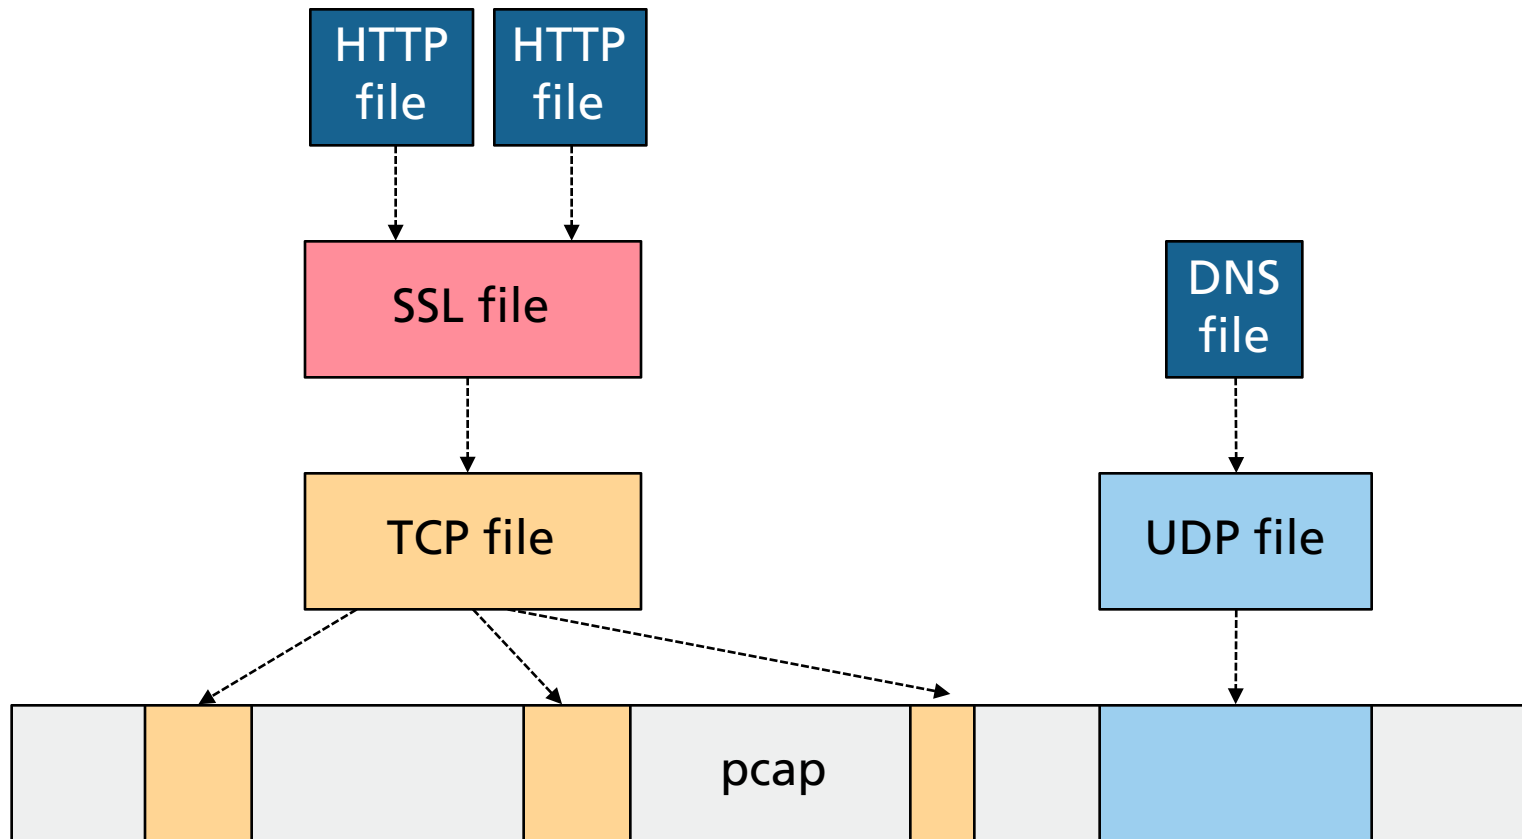 HTTP
file
HTTP
file
SSL file
DNS
file
TCP file
UDP file
pcap